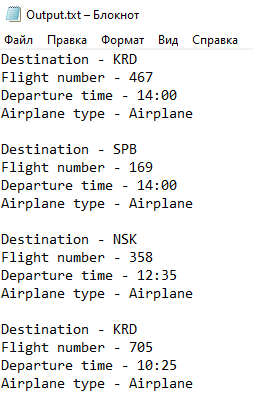 Output.txt – Блокнот
Файл Правка Формат Вид Справка
Destination - KRD
Flight number - 467
Departure time - 14:00
Airplane type - Airplane

Destination - SPB
Flight number - 169
Departure time - 14:00
Airplane type - Airplane

Destination - NSK
Flight number - 358
Departure time - 12:35
Airplane type - Airplane

Destination - KRD
Flight number - 705
Departure time - 10:25
Airplane type - Airplane